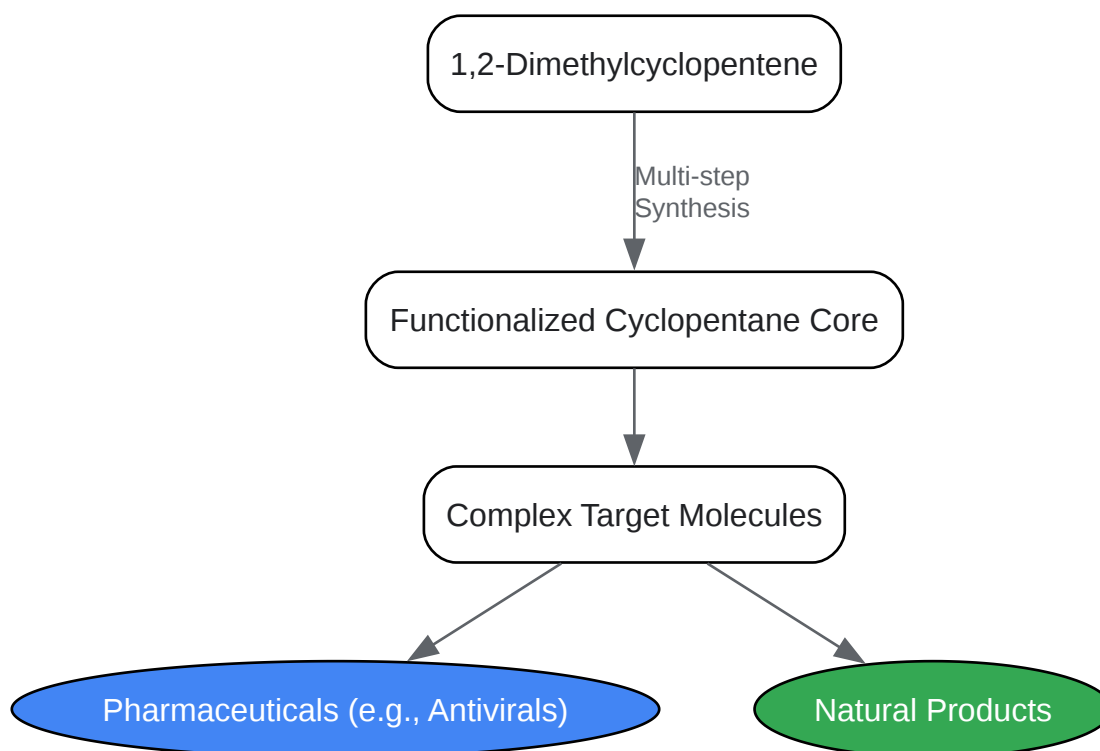 1,2-Dimethylcyclopentene
Multi-step
Synthesis
Functionalized Cyclopentane Core
Complex Target Molecules
Pharmaceuticals (e.g., Antivirals)
Natural Products